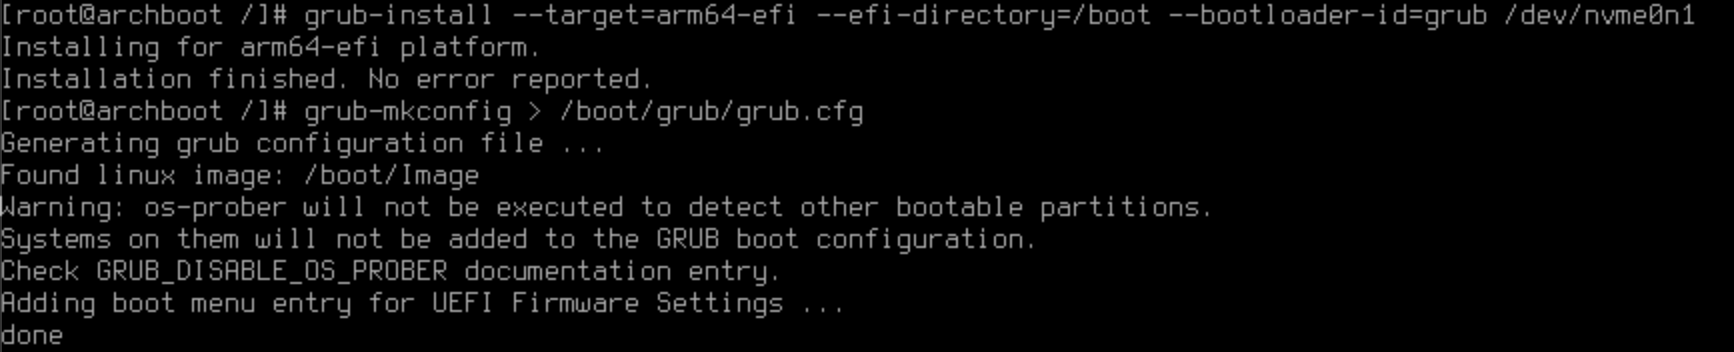 [root@archboot /]# grub-install --target=arm64-efi --efi-directory=/boot --bootloader-id=grub /dev/nvme0n1
Installing for arm64-efi platform.
Installation finished. No error reported.
[root@archboot /]# grub-mkconfig > /boot/grub/grub.cfg
Generating grub configuration file ...
Found linux image: /boot/Image
Warning: os-prober will not be executed to detect other bootable partitions.
Systems on them will not be added to the GRUB boot configuration.
Check GRUB_DISABLE_OS_PROBER documentation entry.
Adding boot menu entry for UEFI Firmware Settings ...
done